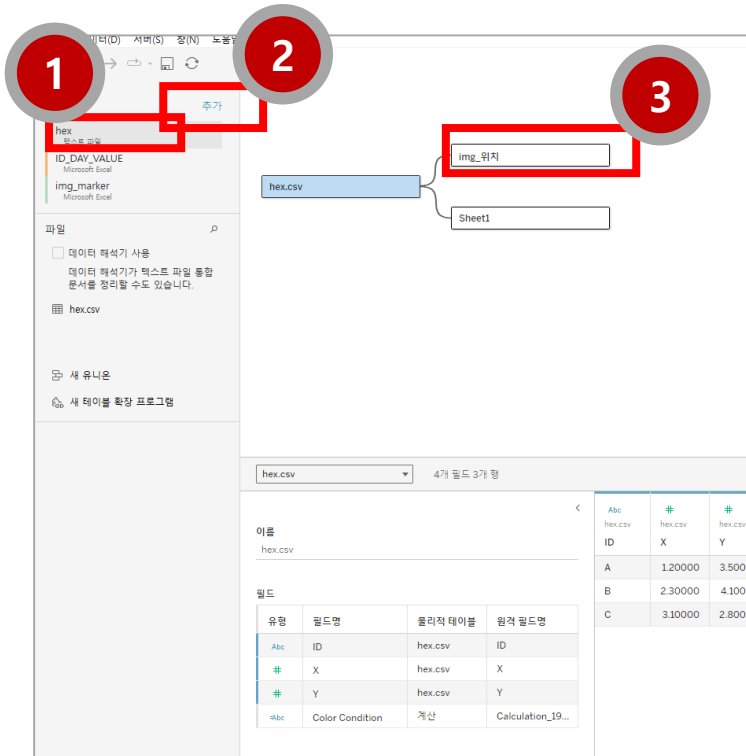 1
2
3
이터(D) 서버(S) 창(N) 도움
추가
hex
텍스트 파일
ID_DAY_VALUE
Microsoft Excel
img_marker
Microsoft Excel
파일
데이터 해석기 사용
데이터 해석기가 텍스트 파일 통합
문서를 정리할 수도 있습니다.
hex.csv
새 유니온
새 테이블 확장 프로그램
hex.csv
img_위치
Sheet1
hex.csv 4개 필드 3개 행
이름
hex.csv
필드
유형 필드명 물리적 테이블 원격 필드명
Abc ID hex.csv ID
# X hex.csv X
# Y hex.csv Y
=Abc Color Condition 계산 Calculation_19...
Abc # #
hex.csv hex.csv hex.csv
ID X Y
A 1.20000 3.500
B 2.30000 4.100
C 3.10000 2.800